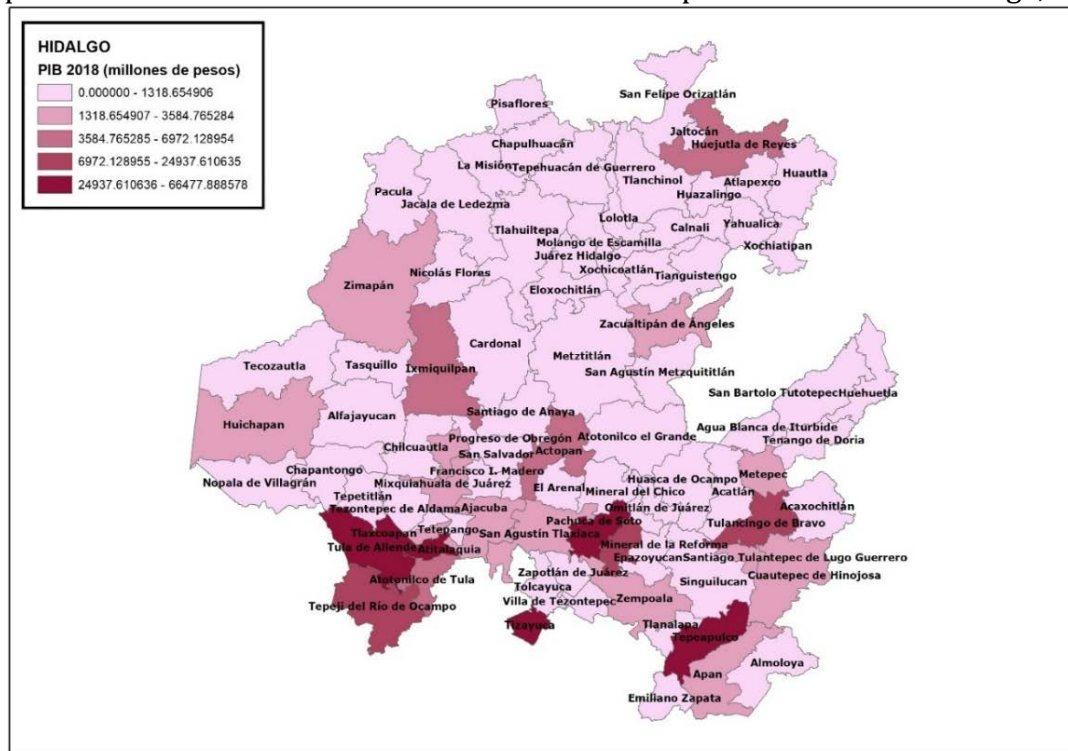 HIDALGO
PIB 2018 (millones de pesos)
0.000000 - 1318.654906
1318.654907 - 3584.765284
3584.765285 - 6972.128954
6972.128955 - 24937.610635
24937.610636 - 66477.888578
San Felipe Orizatlán
Pisaflores
Jaltocán
Chapulhuacán
Huejutla de Reyes
La Misión
Tepehuacán de Guerrero
Huautla
Tlanchinol
Atlapexco
Pacula
Huazalingo
Jacala de Ledezma
Lolotla
Yahualica
Tlahuiltepa
Calnali
Molango de Escamilla
Xochiatipan
Juárez Hidalgo
Nicolás Flores
Xochicoatlán
Tianguistengo
Zimapán
Eloxochitlán
Zacualtipán de Ángeles
Cardonal
Metztitlán
Tecozautla
Tasquillo
Ixmiquilpan
San Agustín Metzquititlán
San Bartolo Tutotepec
Huehuetla
Alfajayucan
Santiago de Anaya
Huichapan
Agua Blanca de Iturbide
Progreso de Obregón
Atotonilco el Grande
Tenango de Doria
Chilcuautla
San Salvador
Actopan
Chapantongo
Francisco I. Madero
Metepec
Nopala de Villagrán
Mixquiahuala de Juárez
El Arenal
Huasca de Ocampo
Mineral del Chico
Acatlán
Tepetitlán
Acaxochitlán
Tezontepec de Aldama
Ajacuba
Omitlán de Juárez
Pachuca de Soto
Tulancingo de Bravo
Tetepango
Tlaxcoapan
San Agustín Tlaxiaca
Mineral de la Reforma
Tula de Allende
Atitalaquia
Epazoyucan
Santiago Tulantepec de Lugo Guerrero
Zapotlán de Juárez
Cuautepec de Hinojosa
Atotonilco de Tula
Singuilucan
Tolcayuca
Villa de Tezontepec
Zempoala
Tepeji del Río de Ocampo
Tizayuca
Tlanalapa
Tepeapulco
Almoloya
Apan
Emiliano Zapata